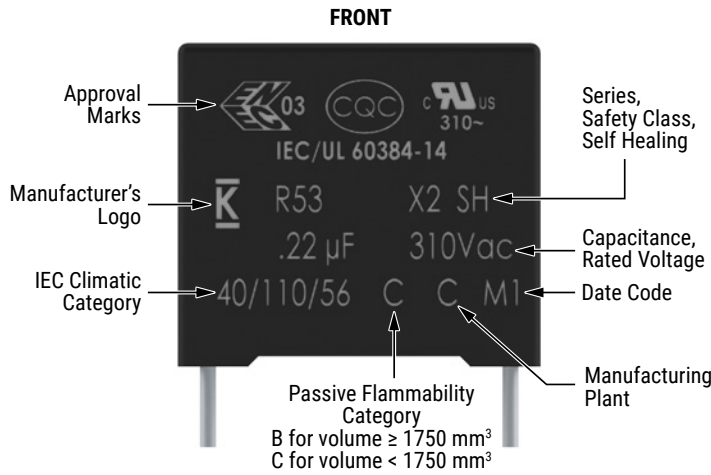 FRONT
Approval
Marks
03
CQC
c RU US
310~
IEC/UL 60384-14
Series,
Safety Class,
Self Healing
Manufacturer's
Logo
K
R53 X2 SH
.22 µF 310Vac
Capacitance,
Rated Voltage
IEC Climatic
Category
40/110/56 C C M1
Date Code
Passive Flammability
Category
B for volume ≥ 1750 mm³
C for volume < 1750 mm³
Manufacturing
Plant